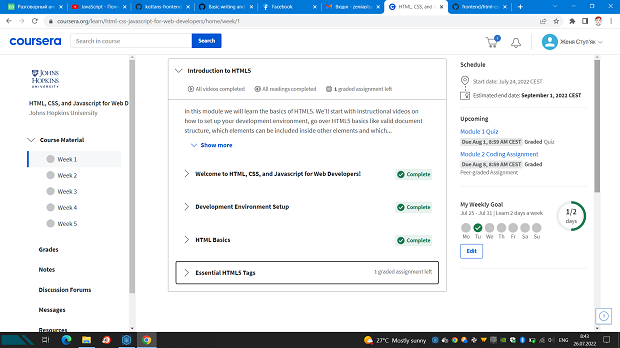 Разговорный ан
JavaScript - Пол
kottans-frontend
Basic writing and
Facebook
HTML, CSS, and
frontend/html-c
coursera.org/learn/html-css-javascript-for-web-developers/home/week/1
coursera
Search in course
Search
1
Женя Ступ'як
JOHNS HOPKINS
UNIVERSITY
HTML, CSS, and Javascript for Web D
Johns Hopkins University
Course Material
Week 1
Week 2
Week 3
Week 4
Week 5
Grades
Notes
Discussion Forums
Messages
Resources
Introduction to HTML5
All videos completed
All readings completed
1 graded assignment left
In this module we will learn the basics of HTML5. We'll start with instructional videos on
how to set up your development environment, go over HTML5 basics like valid document
structure, which elements can be included inside other elements and which...
Show more
Welcome to HTML, CSS, and Javascript for Web Developers!
Complete
Development Environment Setup
Complete
HTML Basics
Complete
Essential HTML5 Tags
1 graded assignment left
Schedule
Start date: July 24, 2022 CEST
Estimated end date: September 1, 2022 CEST
Upcoming
Module 1 Quiz
Due Aug 1, 8:59 AM CEST Graded Quiz
Module 2 Coding Assignment
Due Aug 8, 8:59 AM CEST Graded
Peer-graded Assignment
My Weekly Goal
Jul 25 - Jul 31 | Learn 2 days a week
1/2
days
Mo Tu We Th Fr Sa Su
Edit
27°C Mostly sunny
ENG
8:43
26.07.2022